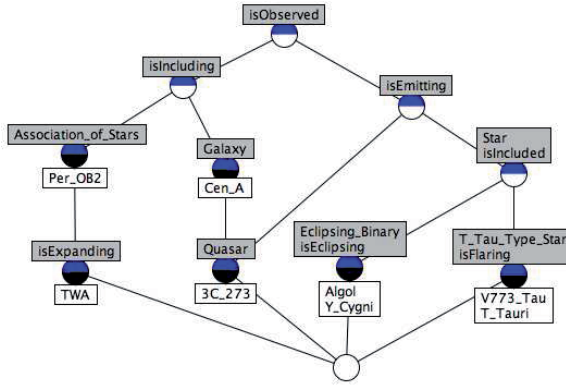 isObserved
isIncluding
isEmitting
Association_of_Stars
Per_OB2
Galaxy
Cen_A
Star
isIncluded
isExpanding
TWA
Quasar
3C_273
Eclipsing_Binary
isEclipsing
Algol
Y_Cygni
T_Tau_Type_Star
isFlaring
V773_Tau
T_Tauri